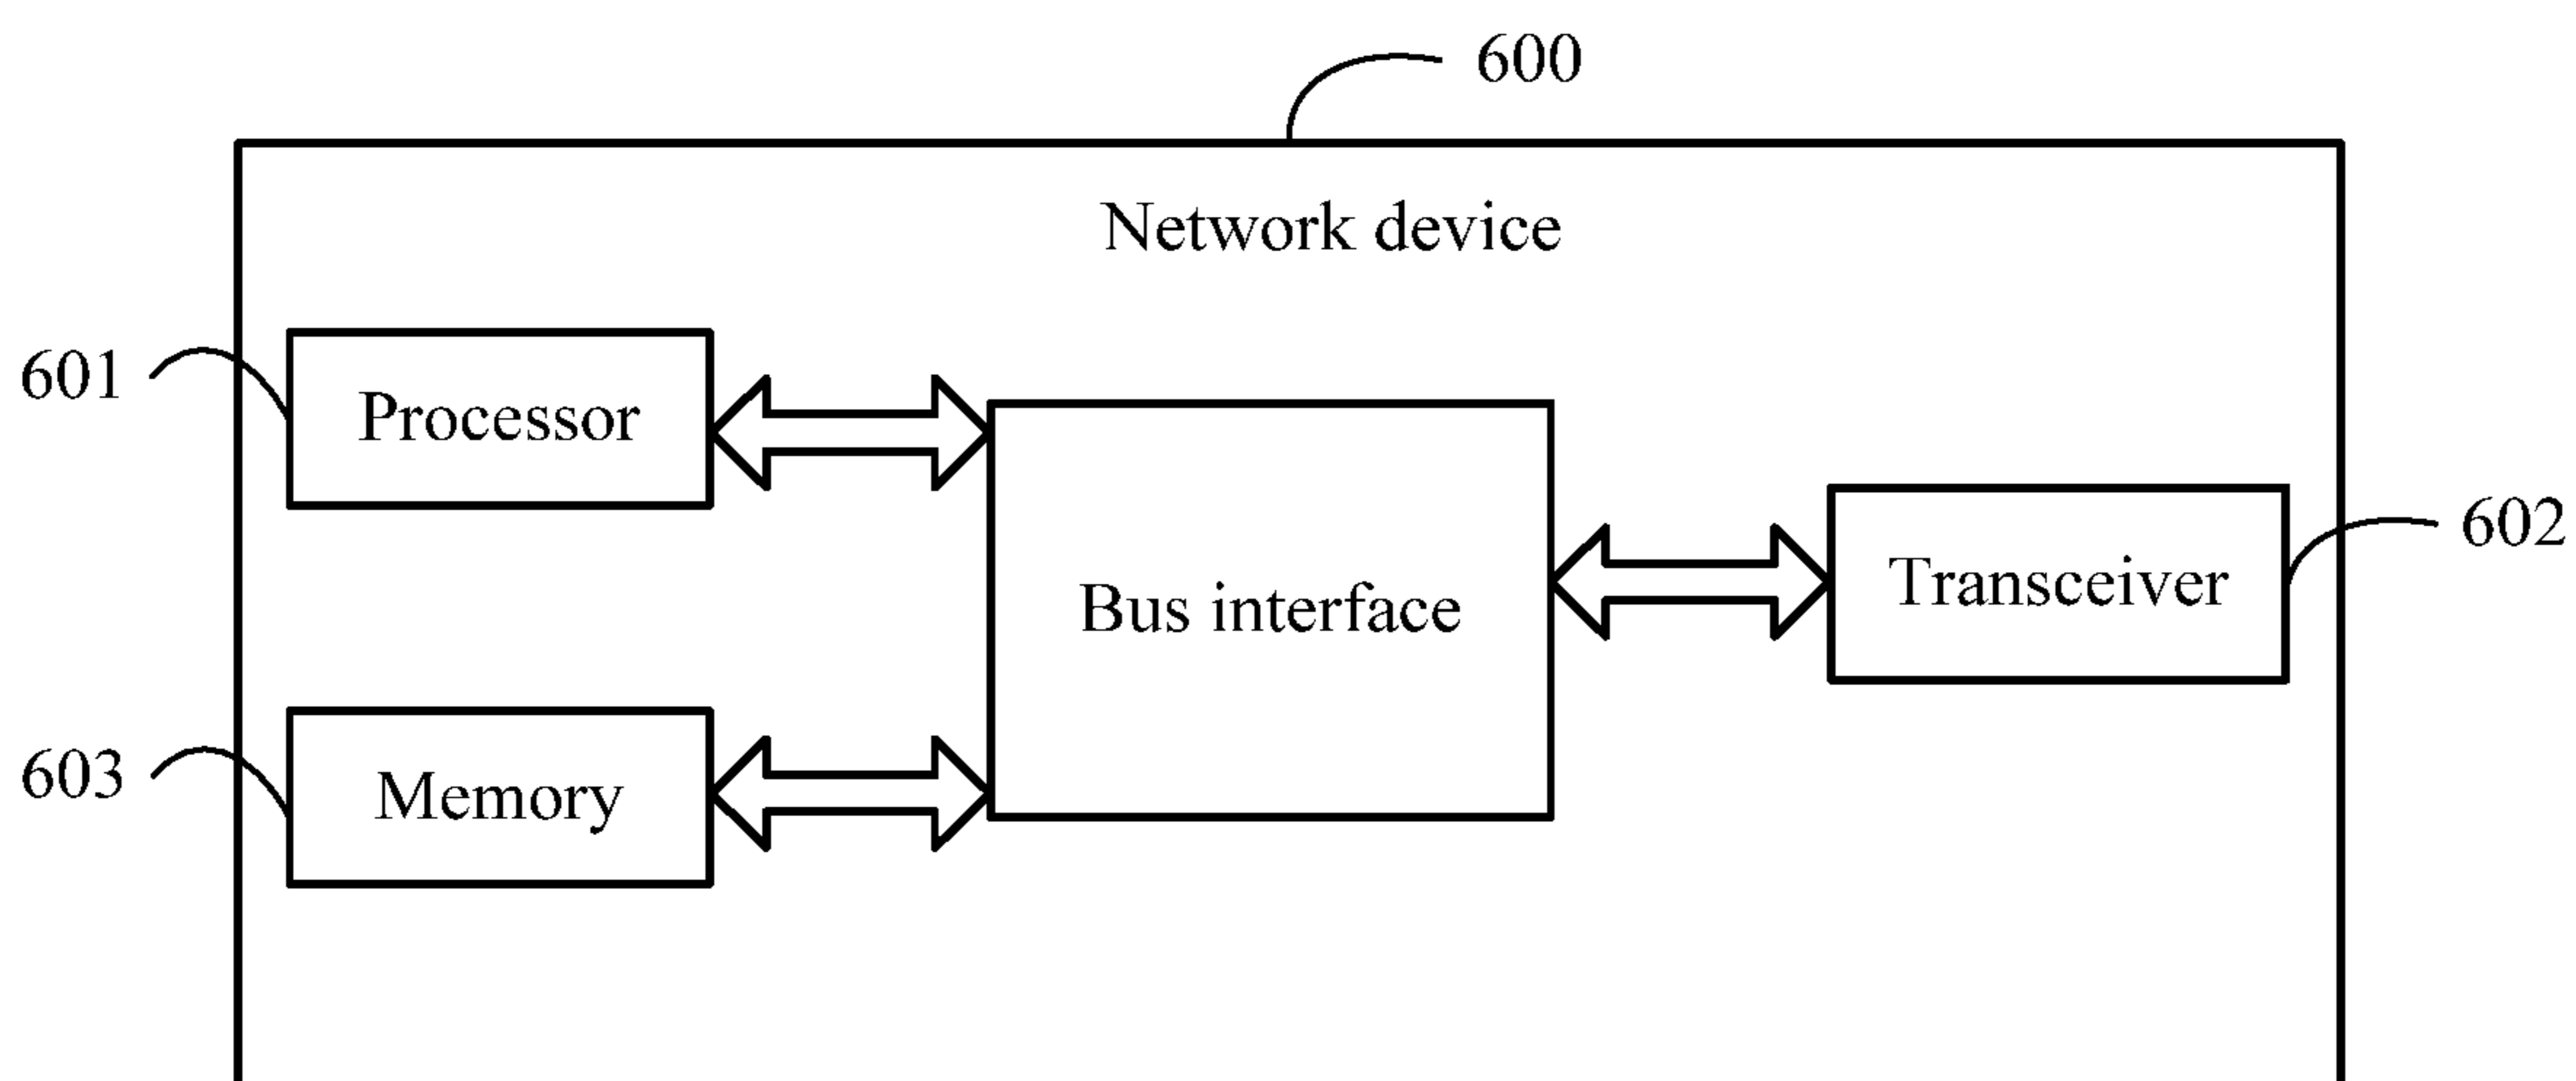 600
Network device
601
Processor
Bus interface
Transceiver
602
603
Memory